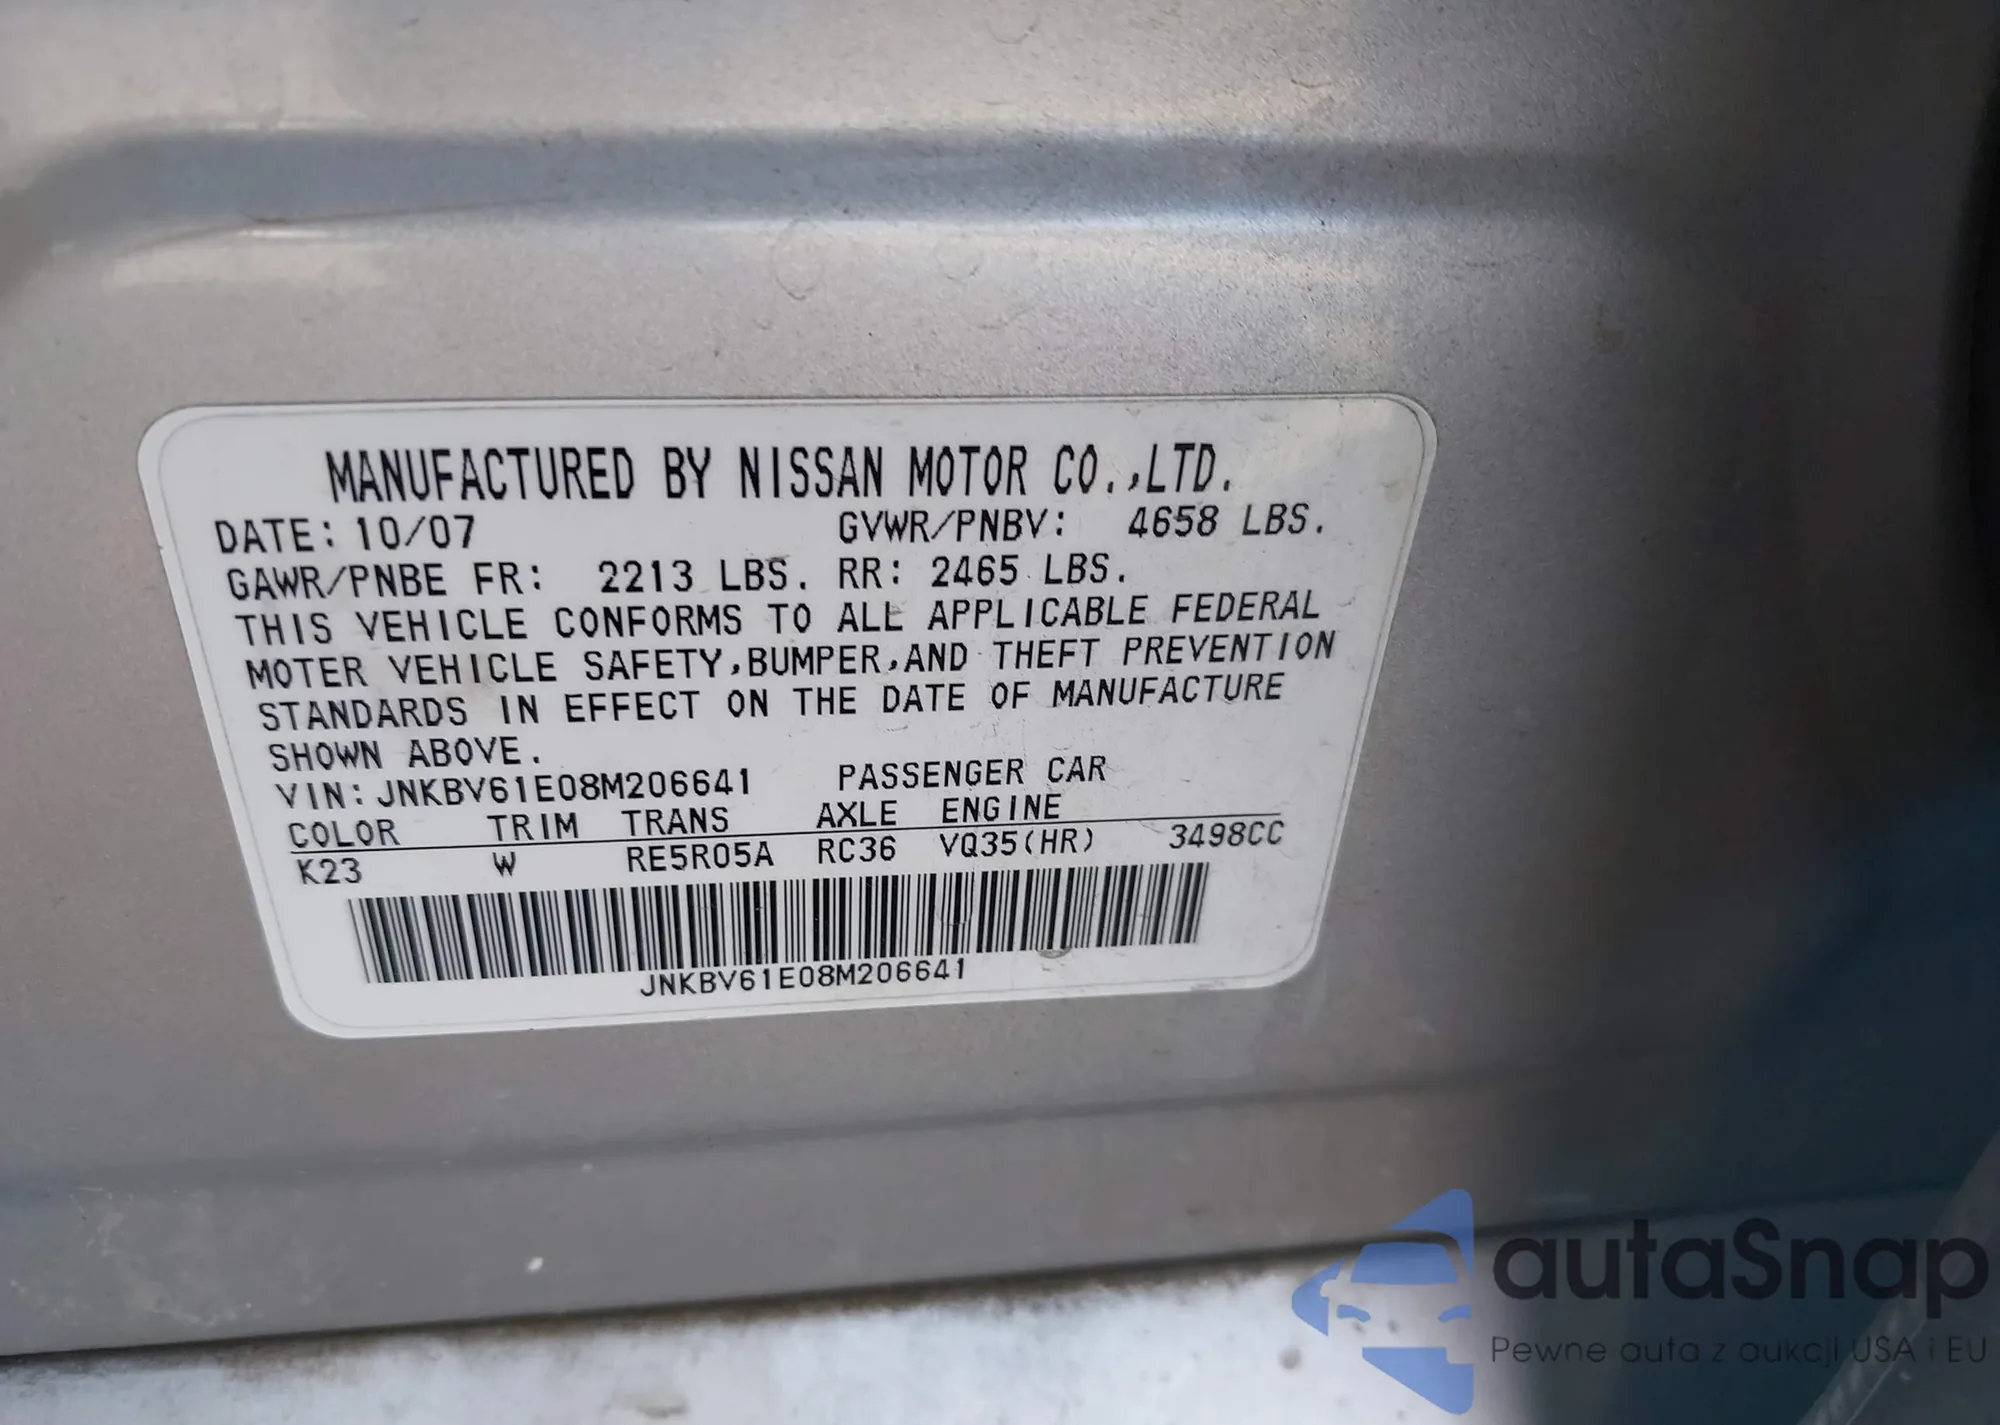 MANUFACTURED BY NISSAN MOTOR CO.,LTD.
DATE: 10/07 GVWR/PNBV: 4658 LBS.
GAWR/PNBE FR: 2213 LBS. RR: 2465 LBS.
THIS VEHICLE CONFORMS TO ALL APPLICABLE FEDERAL
MOTER VEHICLE SAFETY,BUMPER,AND THEFT PREVENTION
STANDARDS IN EFFECT ON THE DATE OF MANUFACTURE
SHOWN ABOVE.
VIN: JNKBV61E08M206641 PASSENGER CAR
COLOR TRIM TRANS AXLE ENGINE
K23 W RE5R05A RC36 VQ35(HR) 3498CC
JNKBV61E08M206641
autaSnap
Pewne auta z aukcji USA i EU